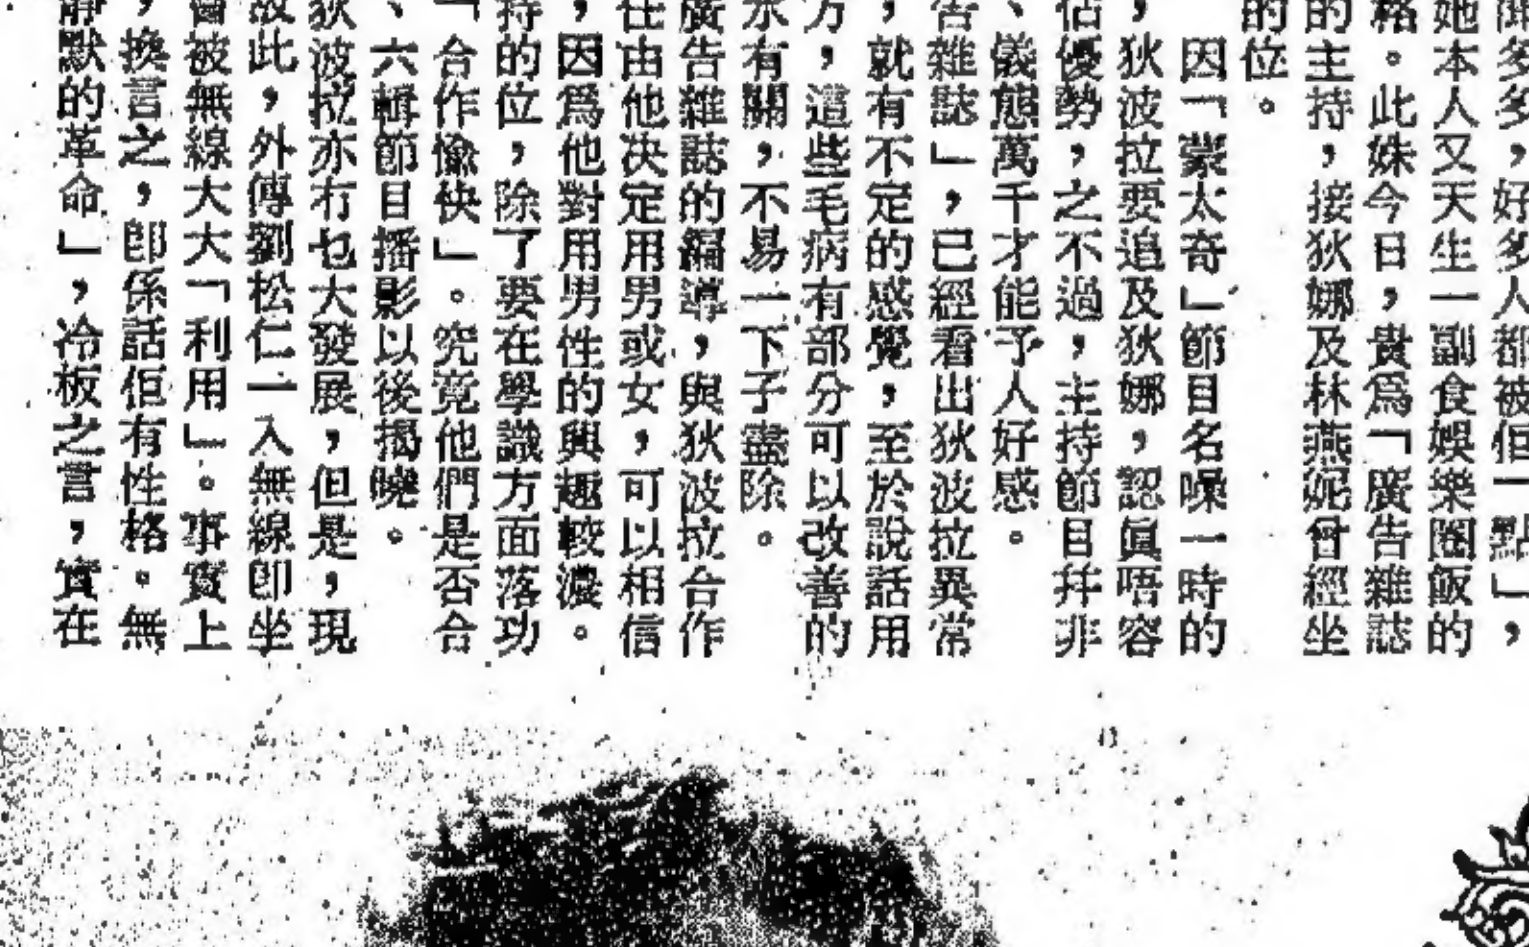 多多，好多人都被佢一點」，
她本人又天生一副食娛樂圈飯的
格。此姝今日，貴爲「廣告雜誌
的主持，接狄娜及林燕妮曾經坐
的位。
因「蒙太奇」節目名噪一時的
，狄波拉要追及狄娜，認眞唔容
佔優勢，之不過，主持節目并非
、儀態萬千才能予人好感。
告雜誌」，已經看出狄波拉異常
，就有不定的感覺，至於說話用
方，這些毛病有部分可以改善的
有關，不易一下子盡除。
廣告雜誌的編導，與狄波拉合作
任由他決定用男或女，可以相信
，因爲他對用男性的興趣較濃。
持的位，除了要在學識方面落功
「合作愉快」。究竟他們是否合
、六輯節目播影以後揭曉。
狄波拉亦冇乜大發展，但是，現
故此，外傳劉松仁一入無線卽坐
被無線大大「利用」。事實上
，換言之，卽係話佢有性格。無
靜默的革命」，冷板之言，實在